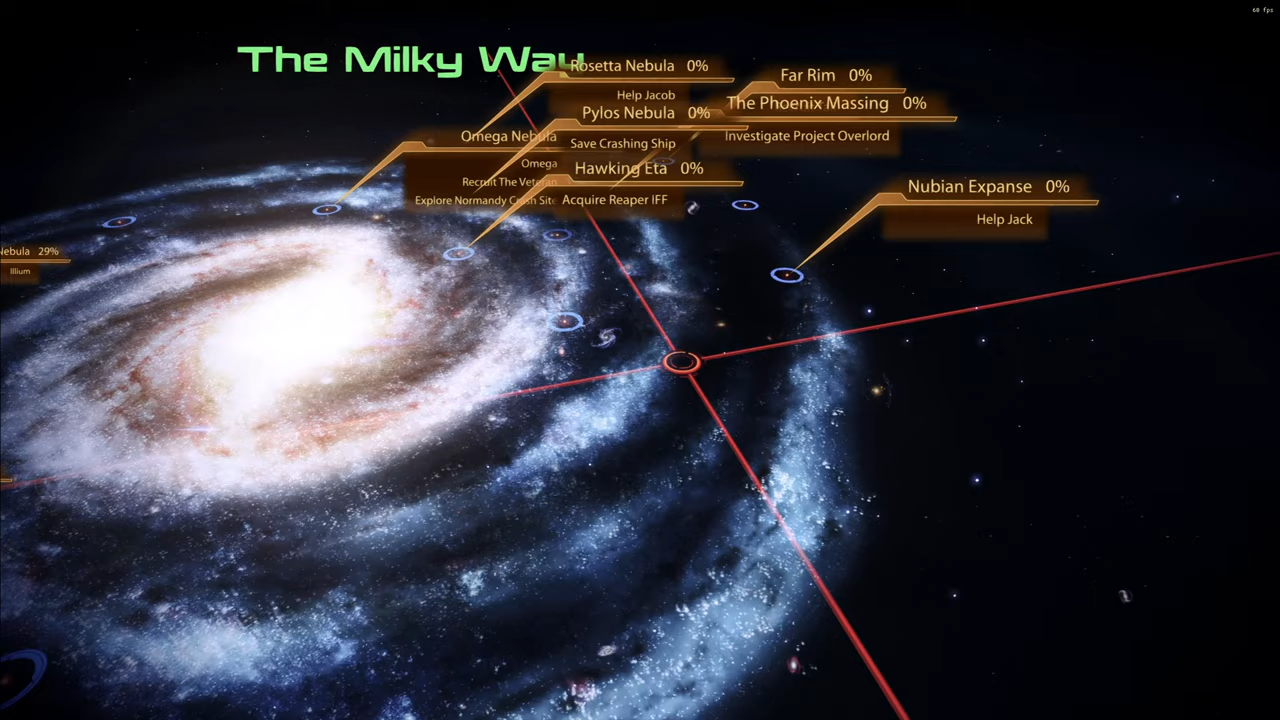 60 fps
The Milky Way
Rosetta Nebula 0%
Help Jacob
Far Rim 0%
The Phoenix Massing 0%
Investigate Project Overlord
Pylos Nebula 0%
Save Crashing Ship
Omega Nebula
Omega
Recruit The Veteran
Explore Normandy Crash Site
Hawking Eta 0%
Acquire Reaper IFF
Nubian Expanse 0%
Help Jack
Nebula 29%
Illium